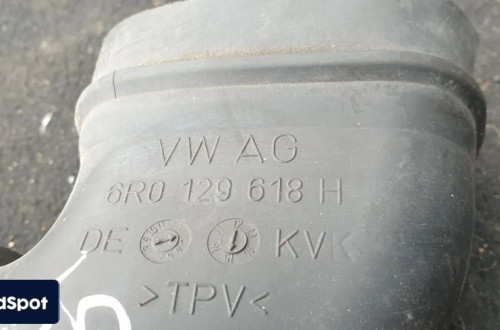 VW AG
6R0 129 618 H
DE KVK
>TPV<
dSpot